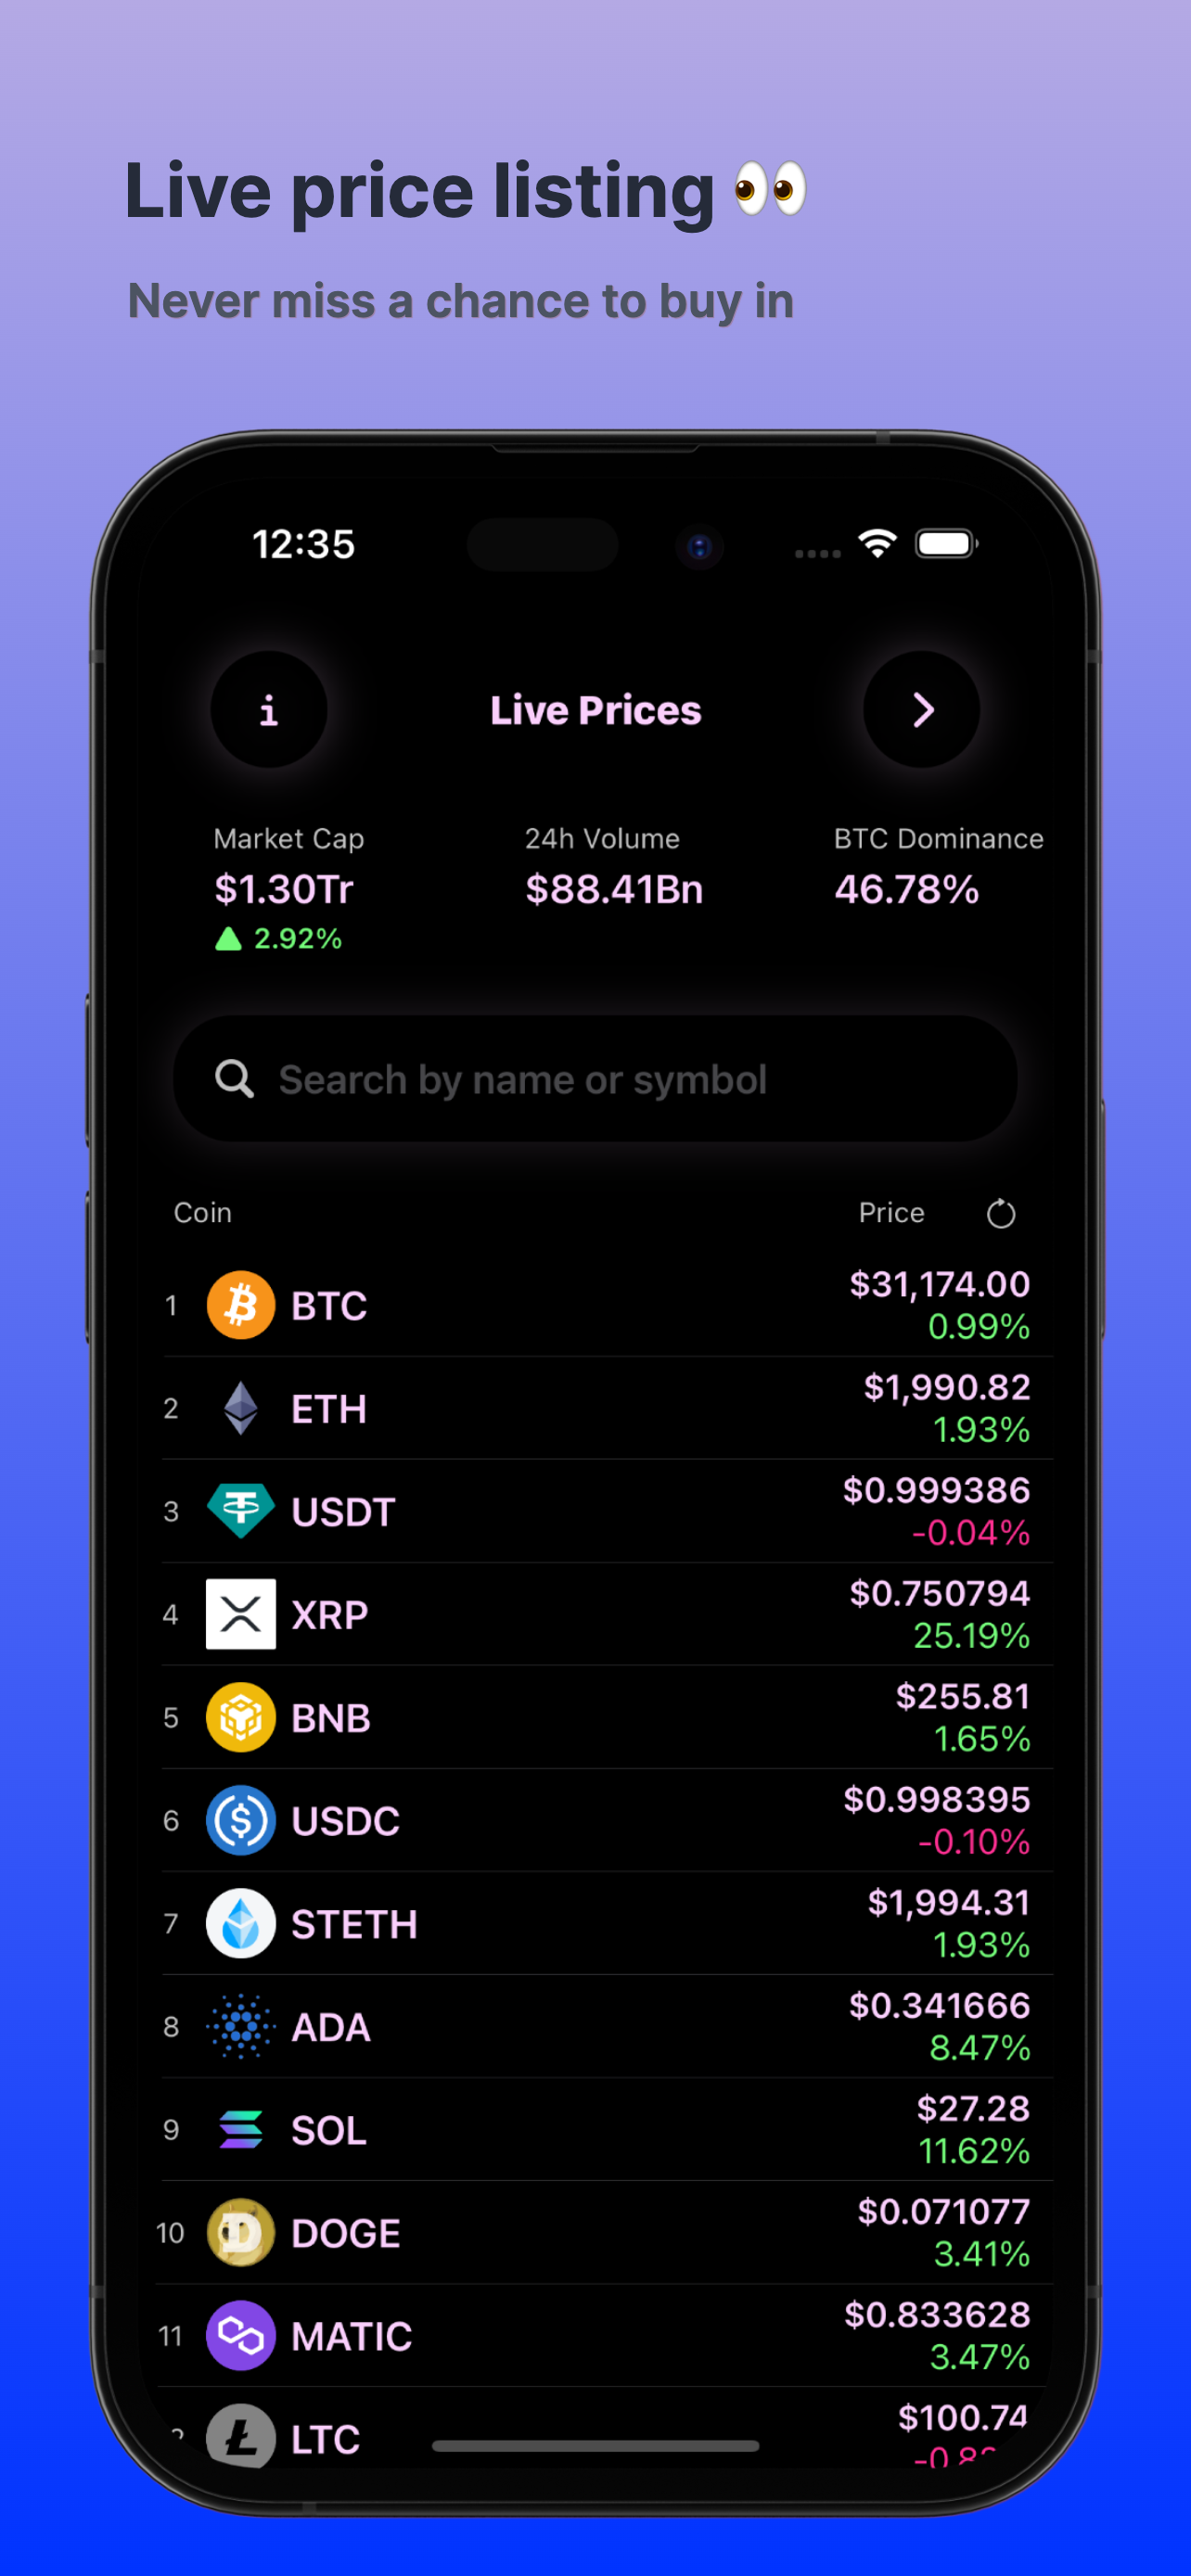 Live price listing 👀
Never miss a chance to buy in
12:35
Live Prices
Market Cap 24h Volume BTC Dominance
$1.30Tr $88.41Bn 46.78%
2.92%
Search by name or symbol
Coin Price
1 BTC $31,174.00
0.99%
2 ETH $1,990.82
1.93%
3 USDT $0.999386
-0.04%
4 XRP $0.750794
25.19%
5 BNB $255.81
1.65%
6 USDC $0.998395
-0.10%
7 STETH $1,994.31
1.93%
8 ADA $0.341666
8.47%
9 SOL $27.28
11.62%
10 DOGE $0.071077
3.41%
11 MATIC $0.833628
3.47%
LTC $100.74